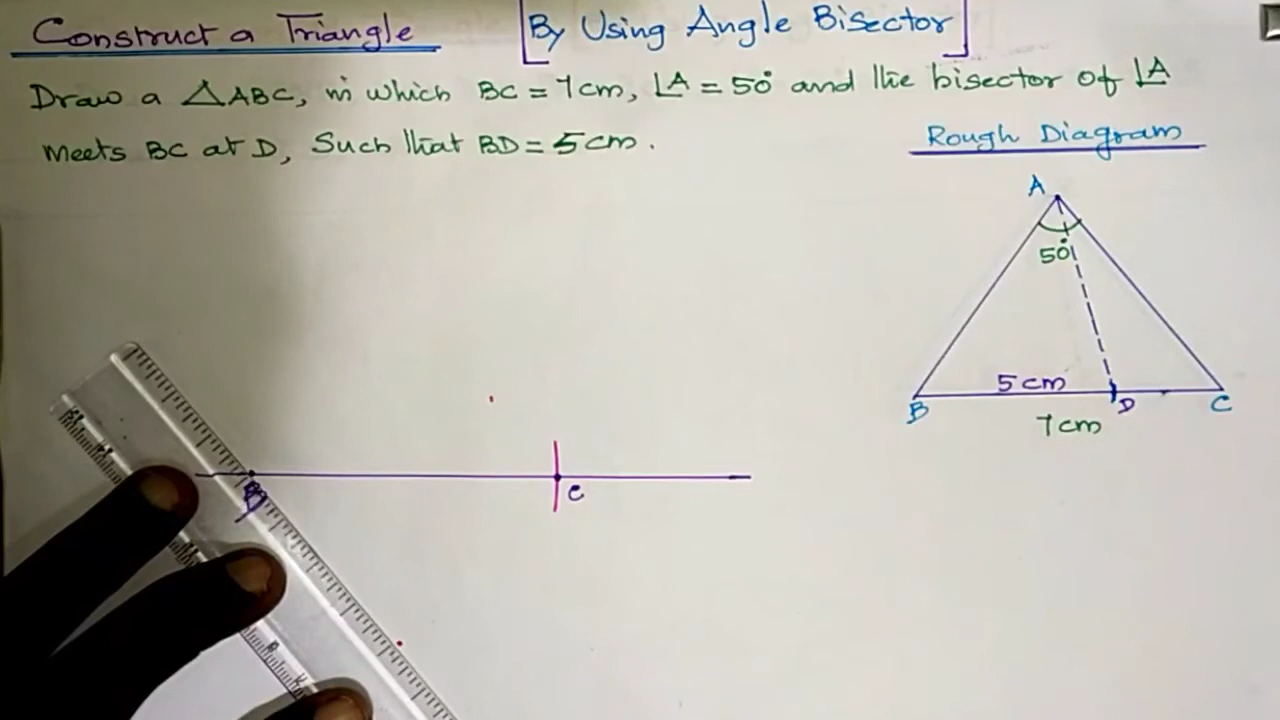 Construct a Triangle [By Using Angle Bisector]
Draw a △ABC, in which BC = 7cm, ∠A = 50° and the bisector of ∠A
meets BC at D, Such that BD = 5cm.
Rough Diagram
A
50°
5cm
B D C
7cm
B C